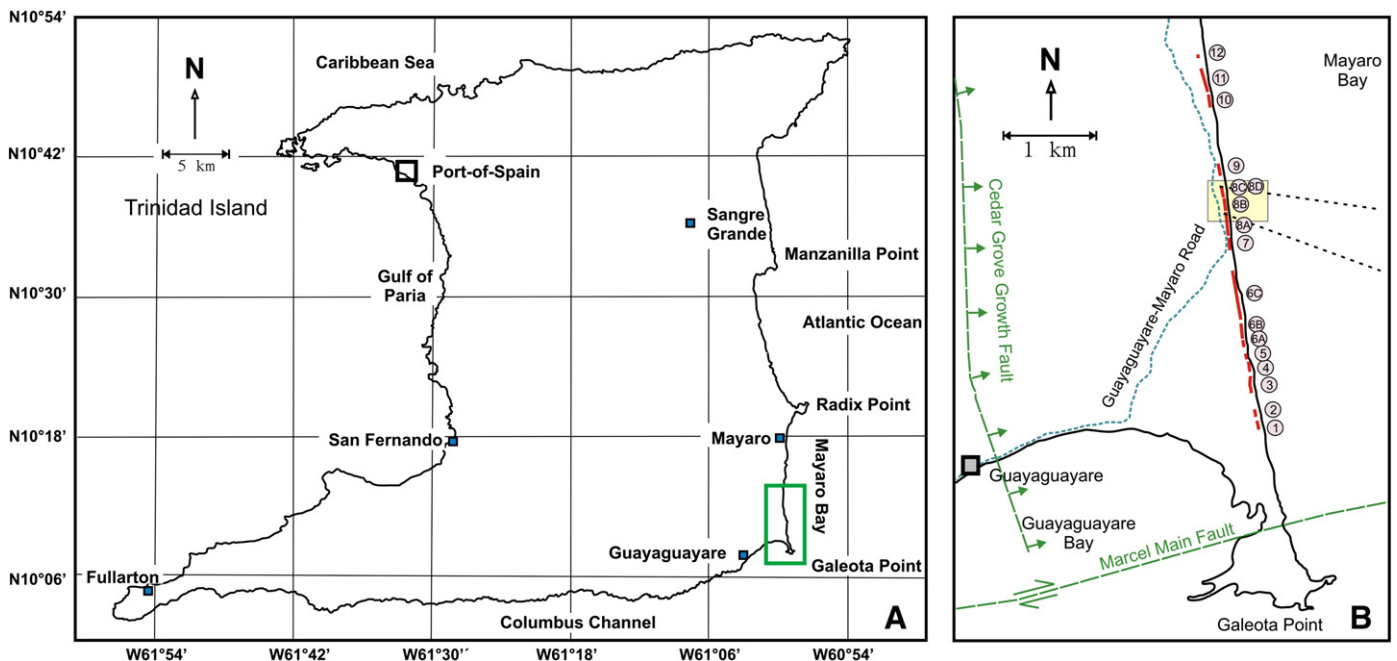 N10°54'
N10°42'
N10°30'
N10°18'
N10°06'
W61°54'
W61°42'
W61°30'
W61°18'
W61°06'
W60°54'
Caribbean Sea
N
5 km
Port-of-Spain
Trinidad Island
Sangre
Grande
Manzanilla Point
Gulf of
Paria
Atlantic Ocean
Radix Point
San Fernando
Mayaro
Mayaro Bay
Guayaguayare
Galeota Point
Fullarton
Columbus Channel
A
N
1 km
Mayaro
Bay
12
11
10
9
8C
8D
8B
8A
7
6C
6B
6A
5
4
3
2
1
Cedar Grove Growth Fault
Guayaguayare-Mayaro Road
Guayaguayare
Guayaguayare
Bay
Marcel Main Fault
Galeota Point
B